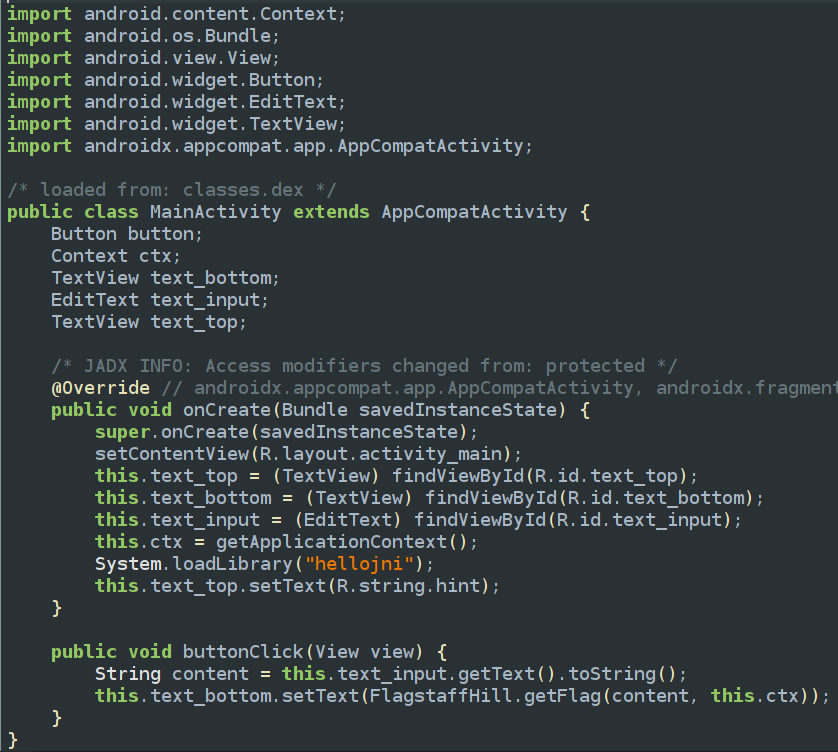 import android.content.Context;
import android.os.Bundle;
import android.view.View;
import android.widget.Button;
import android.widget.EditText;
import android.widget.TextView;
import androidx.appcompat.app.AppCompatActivity;

/* loaded from: classes.dex */
public class MainActivity extends AppCompatActivity {
    Button button;
    Context ctx;
    TextView text_bottom;
    EditText text_input;
    TextView text_top;

    /* JADX INFO: Access modifiers changed from: protected */
    @Override // androidx.appcompat.app.AppCompatActivity, androidx.fragment
    public void onCreate(Bundle savedInstanceState) {
        super.onCreate(savedInstanceState);
        setContentView(R.layout.activity_main);
        this.text_top = (TextView) findViewById(R.id.text_top);
        this.text_bottom = (TextView) findViewById(R.id.text_bottom);
        this.text_input = (EditText) findViewById(R.id.text_input);
        this.ctx = getApplicationContext();
        System.loadLibrary("hellojni");
        this.text_top.setText(R.string.hint);
    }

    public void buttonClick(View view) {
        String content = this.text_input.getText().toString();
        this.text_bottom.setText(FlagstaffHill.getFlag(content, this.ctx));
    }
}